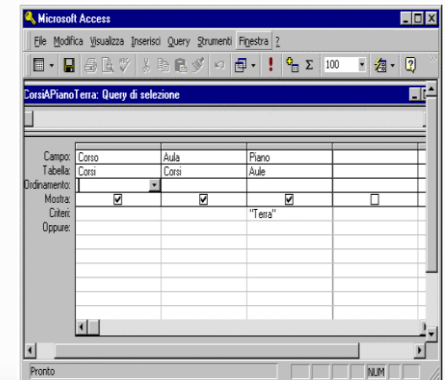 Microsoft Access
File Modifica Visualizza Inserisci Query Strumenti Finestra ?
Σ 100
CorsiAPianoTerra: Query di selezione
Campo: Corso Aula Piano
Tabella: Corsi Corsi Aule
Ordinamento:
Mostra:
Criteri: "Terra"
Oppure:
Pronto NUM